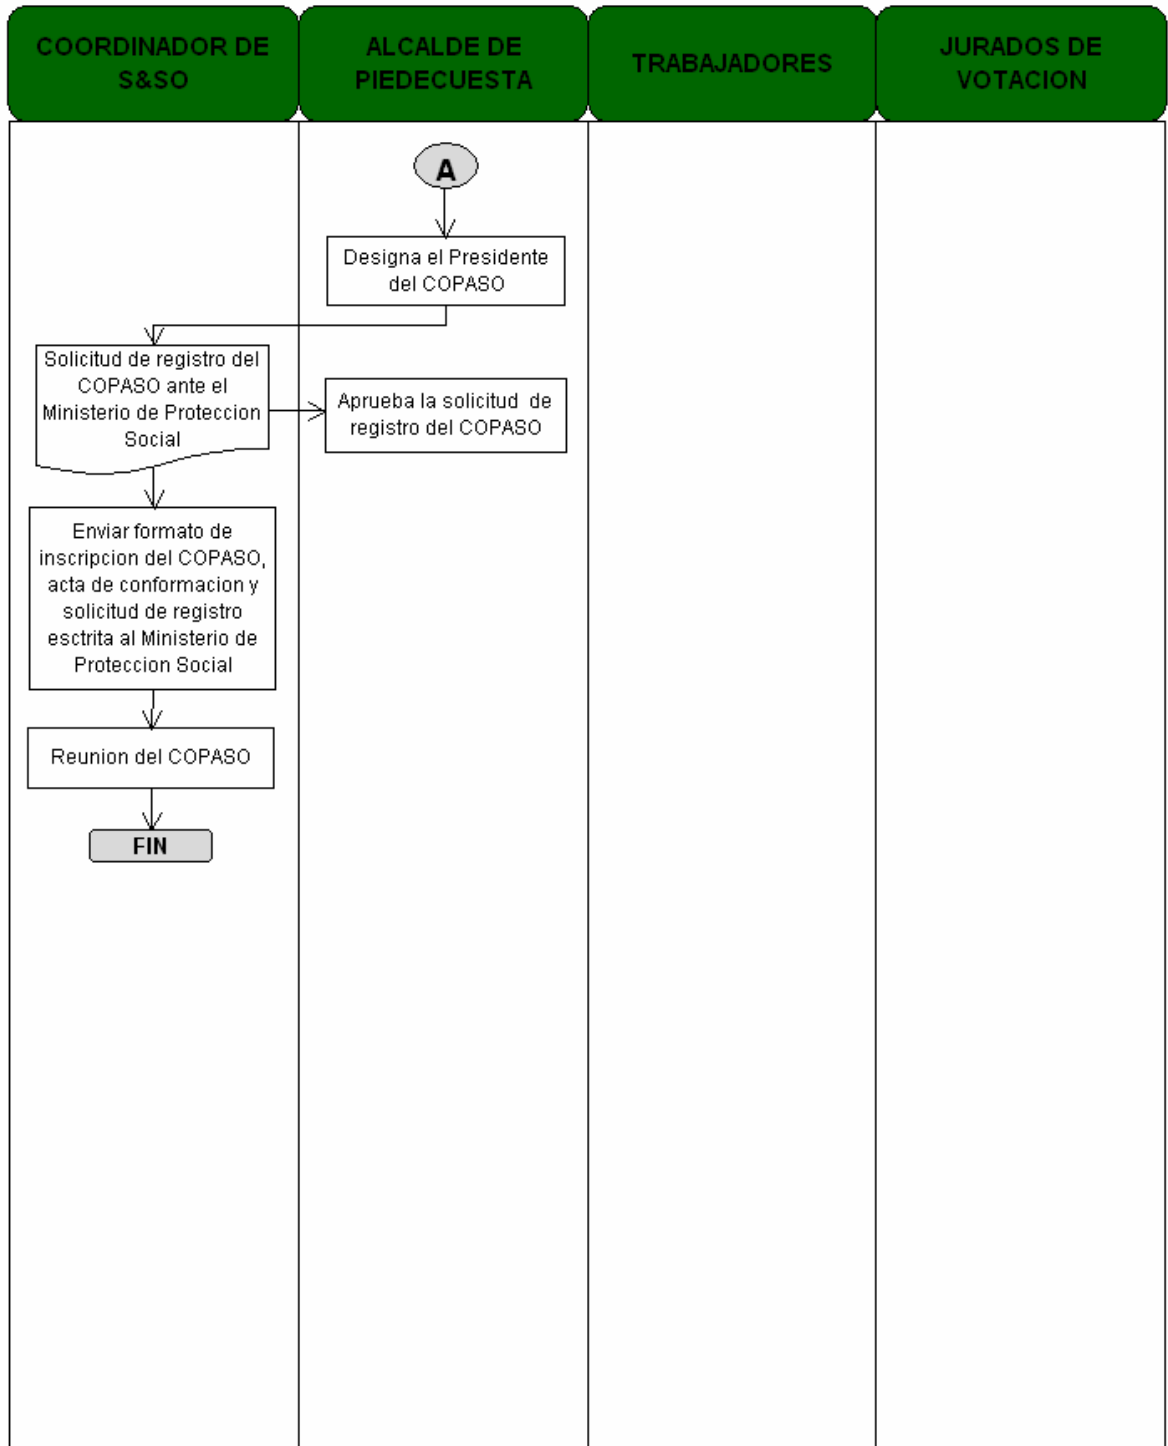 COORDINADOR DE
S&SO
ALCALDE DE
PIEDECUESTA
TRABAJADORES
JURADOS DE
VOTACION
A
Designa el Presidente
del COPASO
Solicitud de registro del
COPASO ante el
Ministerio de Proteccion
Social
Aprueba la solicitud de
registro del COPASO
Enviar formato de
inscripcion del COPASO,
acta de conformacion y
solicitud de registro
esctrita al Ministerio de
Proteccion Social
Reunion del COPASO
FIN